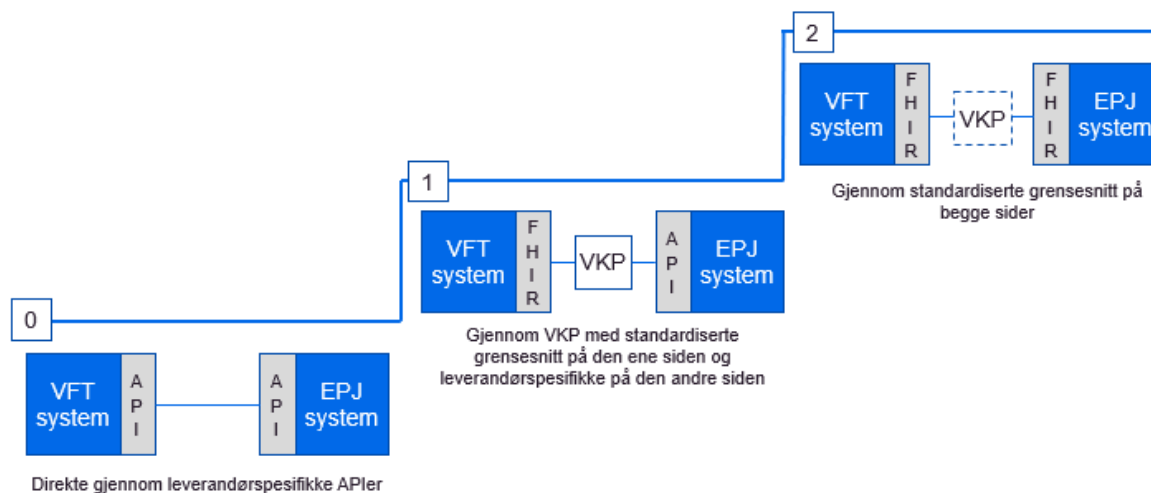 0
VFT
system
A
P
I
A
P
I
EPJ
system
Direkte gjennom leverandørspesifikke APIer
1
VFT
system
F
H
I
R
VKP
A
P
I
EPJ
system
Gjennom VKP med standardiserte
grensesnitt på den ene siden og
leverandørspesifikke på den andre siden
2
VFT
system
F
H
I
R
VKP
F
H
I
R
EPJ
system
Gjennom standardiserte grensesnitt på
begge sider